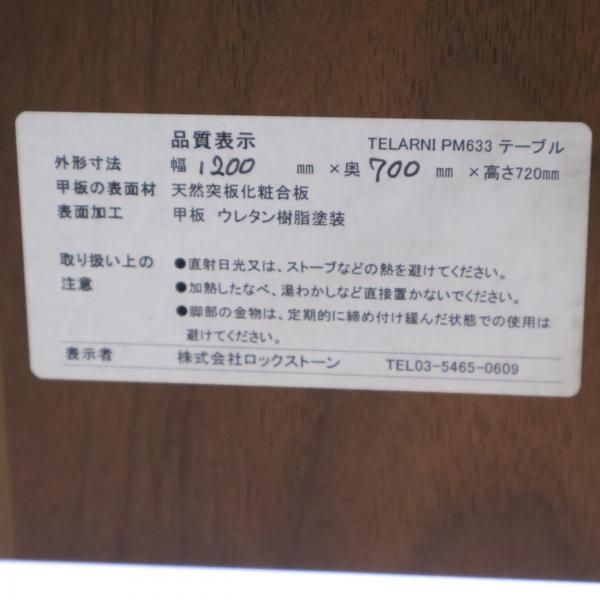 品質表示 TELARNI PM633 テーブル
外形寸法 幅 1200 mm ×奥 700 mm ×高さ720mm
甲板の表面材 天然突板化粧合板
表面加工 甲板 ウレタン樹脂塗装
取り扱い上の ●直射日光又は、ストーブなどの熱を避けてください。
注意 ●加熱したなべ、湯わかしなど直接置かないでください。
●脚部の金物は、定期的に締め付け緩んだ状態での使用は
避けてください。
表示者 株式会社ロックストーン TEL03-5465-0609